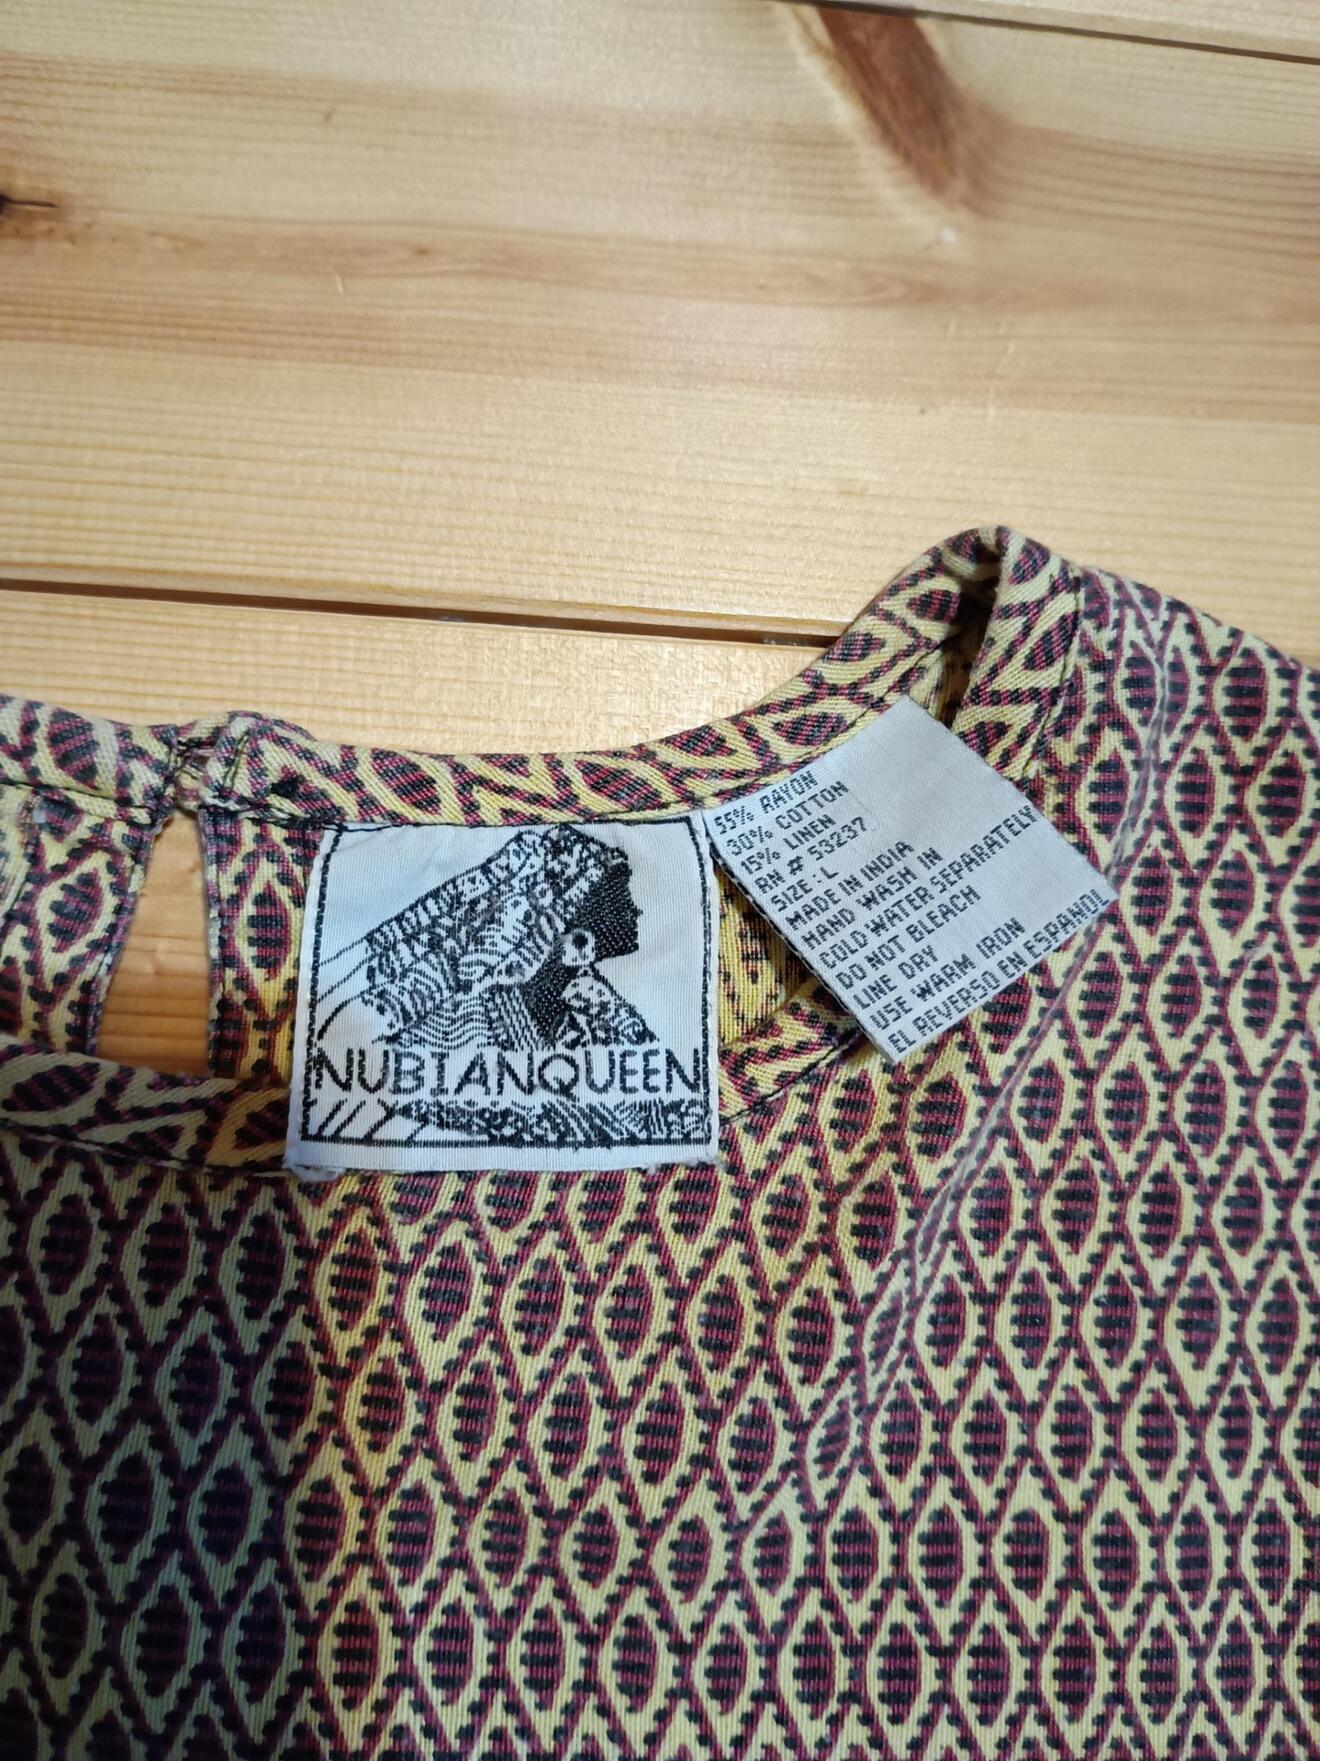 NUBIANQUEEN
55% RAYON
30% COTTON
15% LINEN
RN # 53237
SIZE: L
MADE IN INDIA
HAND WASH IN
COLD WATER SEPARATELY
DO NOT BLEACH
LINE DRY
USE WARM IRON
EL REVERSO EN ESPANOL